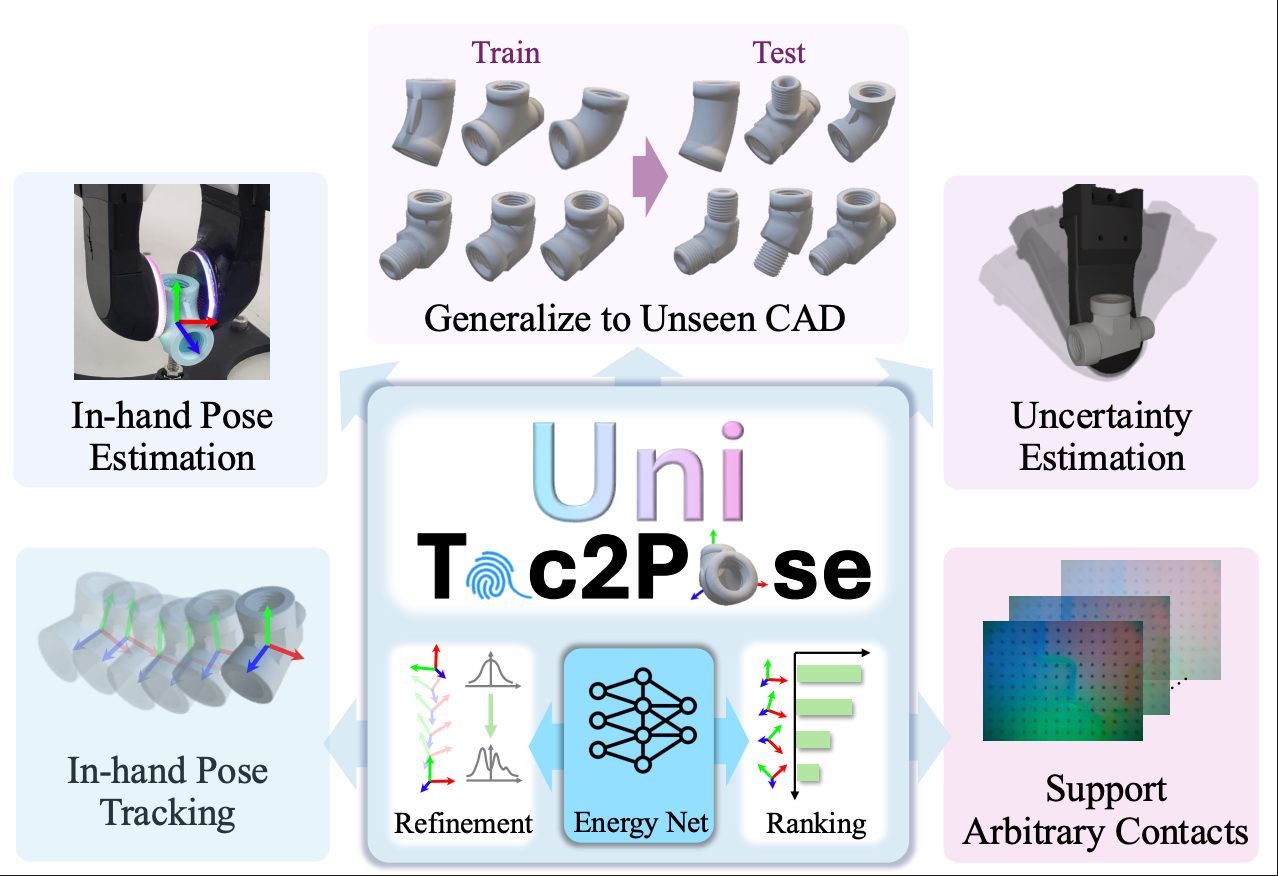 Train
Test
Generalize to Unseen CAD
In-hand Pose
Estimation
Uncertainty
Estimation
Uni
Tac2Pose
In-hand Pose
Tracking
Refinement
Energy Net
Ranking
Support
Arbitrary Contacts